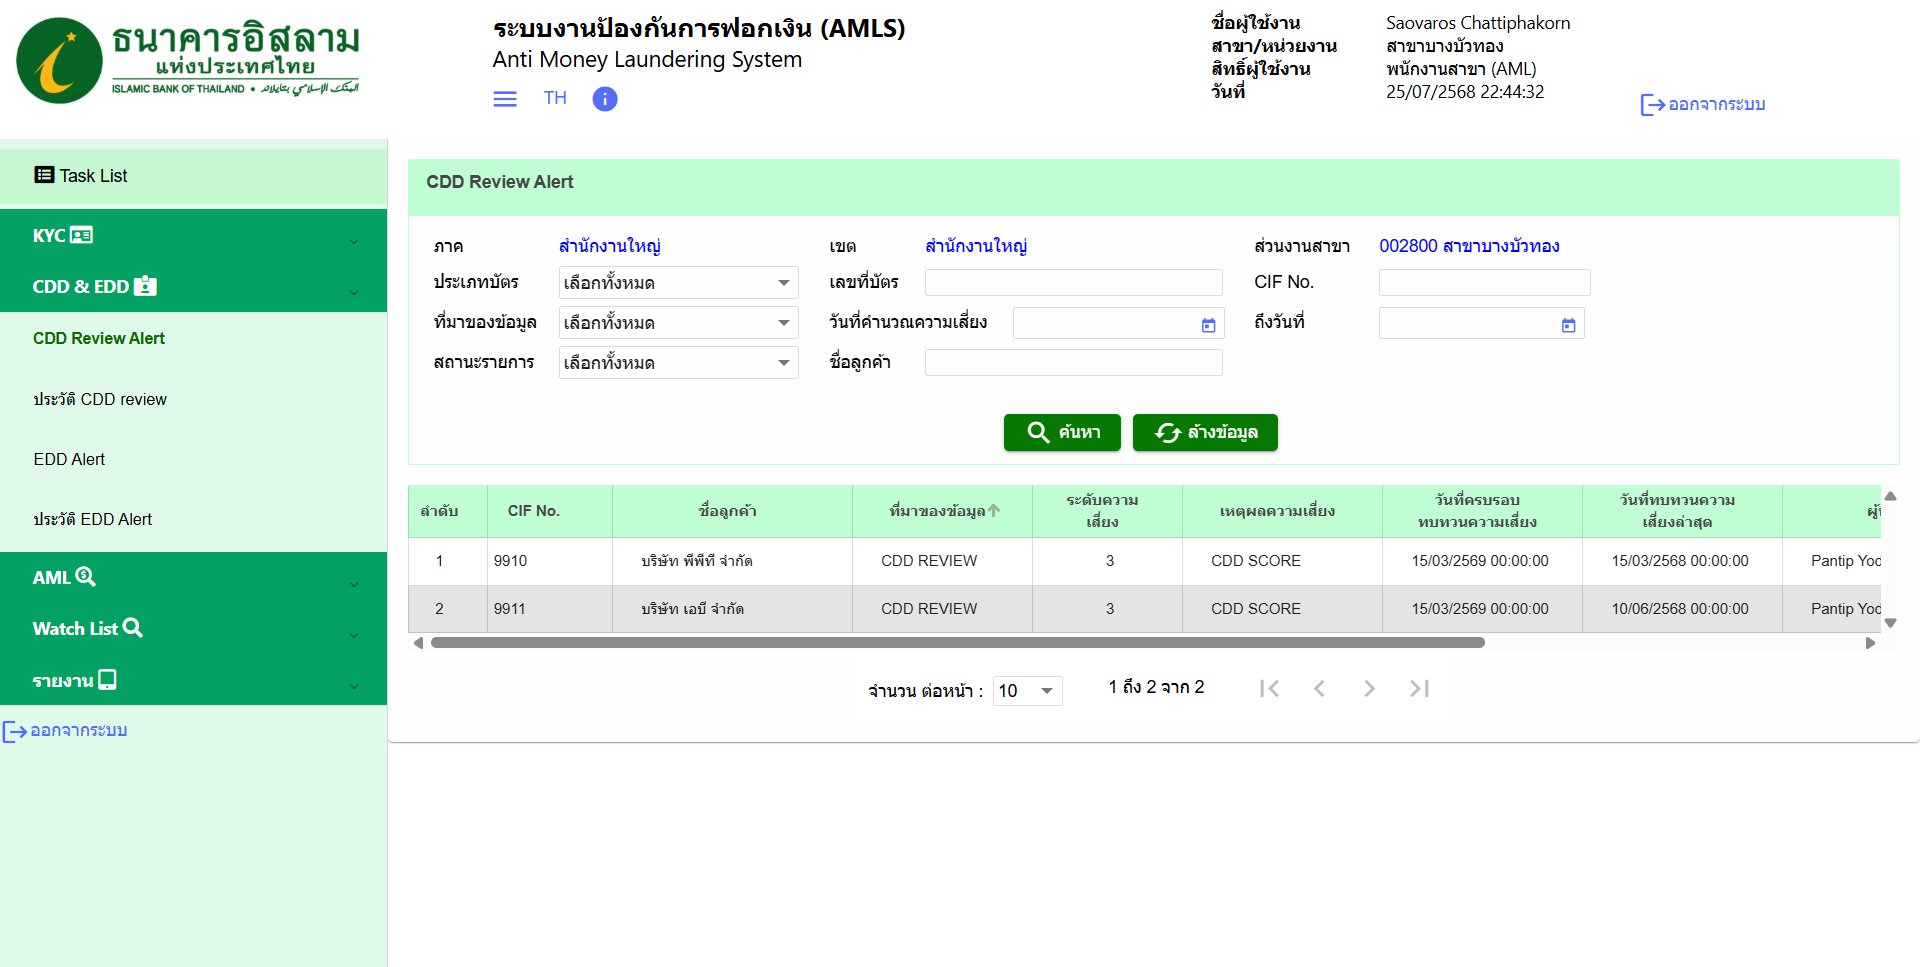 ธนาคารอิสลาม
แห่งประเทศไทย
ISLAMIC BANK OF THAILAND •
ระบบงานป้องกันการฟอกเงิน (AMLS)
Anti Money Laundering System
TH
ชื่อผู้ใช้งาน Saovaros Chattiphakorn
สาขา/หน่วยงาน สาขาบางบัวทอง
สิทธิ์ผู้ใช้งาน พนักงานสาขา (AML)
วันที่ 25/07/2568 22:44:32
ออกจากระบบ
Task List
KYC
CDD & EDD
CDD Review Alert
ประวัติ CDD review
EDD Alert
ประวัติ EDD Alert
AML
Watch List
รายงาน
ออกจากระบบ
CDD Review Alert
ภาค สำนักงานใหญ่ เขต สำนักงานใหญ่ ส่วนงานสาขา 002800 สาขาบางบัวทอง
ประเภทบัตร เลือกทั้งหมด เลขที่บัตร CIF No.
ที่มาของข้อมูล เลือกทั้งหมด วันที่คำนวณความเสี่ยง ถึงวันที่
สถานะรายการ เลือกทั้งหมด ชื่อลูกค้า
ค้นหา ล้างข้อมูล
ลำดับ CIF No. ชื่อลูกค้า ที่มาของข้อมูล ระดับความเสี่ยง เหตุผลความเสี่ยง วันที่ครบรอบทบทวนความเสี่ยง วันที่ทบทวนความเสี่ยงล่าสุด
1 9910 บริษัท พีพีที จำกัด CDD REVIEW 3 CDD SCORE 15/03/2569 00:00:00 15/03/2568 00:00:00 Pantip Yod
2 9911 บริษัท เอบี จำกัด CDD REVIEW 3 CDD SCORE 15/03/2569 00:00:00 10/06/2568 00:00:00 Pantip Yod
จำนวน ต่อหน้า : 10 1 ถึง 2 จาก 2